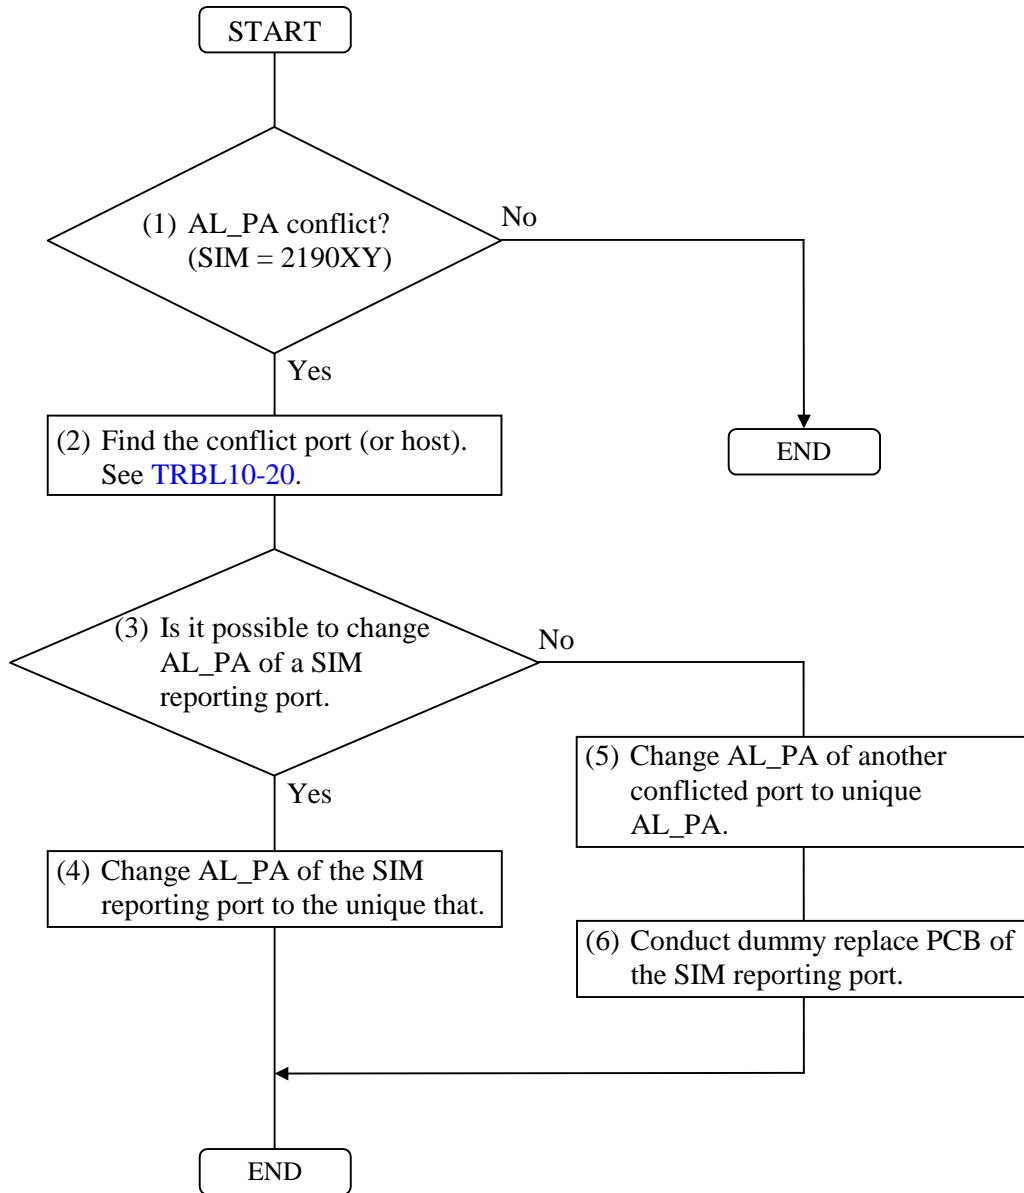 START
(1) AL_PA conflict?
(SIM = 2190XY)
No
Yes
(2) Find the conflict port (or host).
See TRBL10-20.
END
(3) Is it possible to change
AL_PA of a SIM
reporting port.
No
Yes
(5) Change AL_PA of another
conflicted port to unique
AL_PA.
(4) Change AL_PA of the SIM
reporting port to the unique that.
(6) Conduct dummy replace PCB of
the SIM reporting port.
END